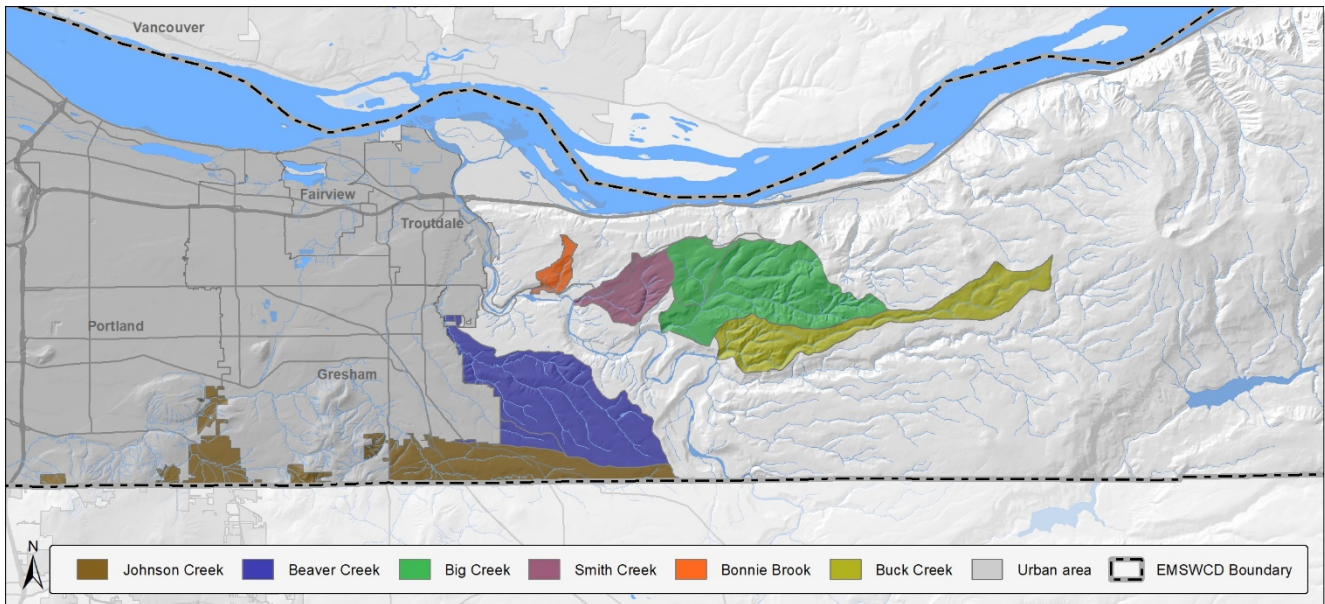 Vancouver
Fairview
Troutdale
Portland
Gresham
N
Johnson Creek
Beaver Creek
Big Creek
Smith Creek
Bonnie Brook
Buck Creek
Urban area
EMSWCD Boundary